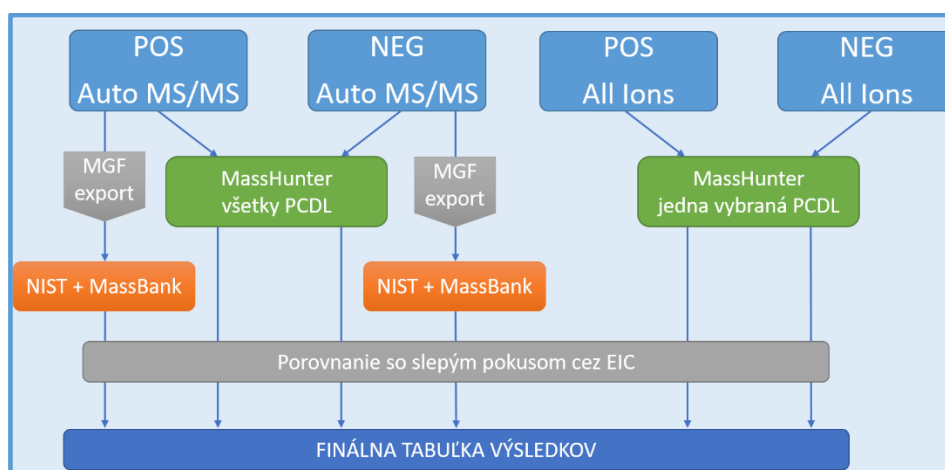 POS
Auto MS/MS
NEG
Auto MS/MS
POS
All Ions
NEG
All Ions
MGF
export
MassHunter
všetky PCDL
MGF
export
MassHunter
jedna vybraná PCDL
NIST + MassBank
NIST + MassBank
Porovnanie so slepým pokusom cez EIC
FINÁLNA TABUĽKA VÝSLEDKOV